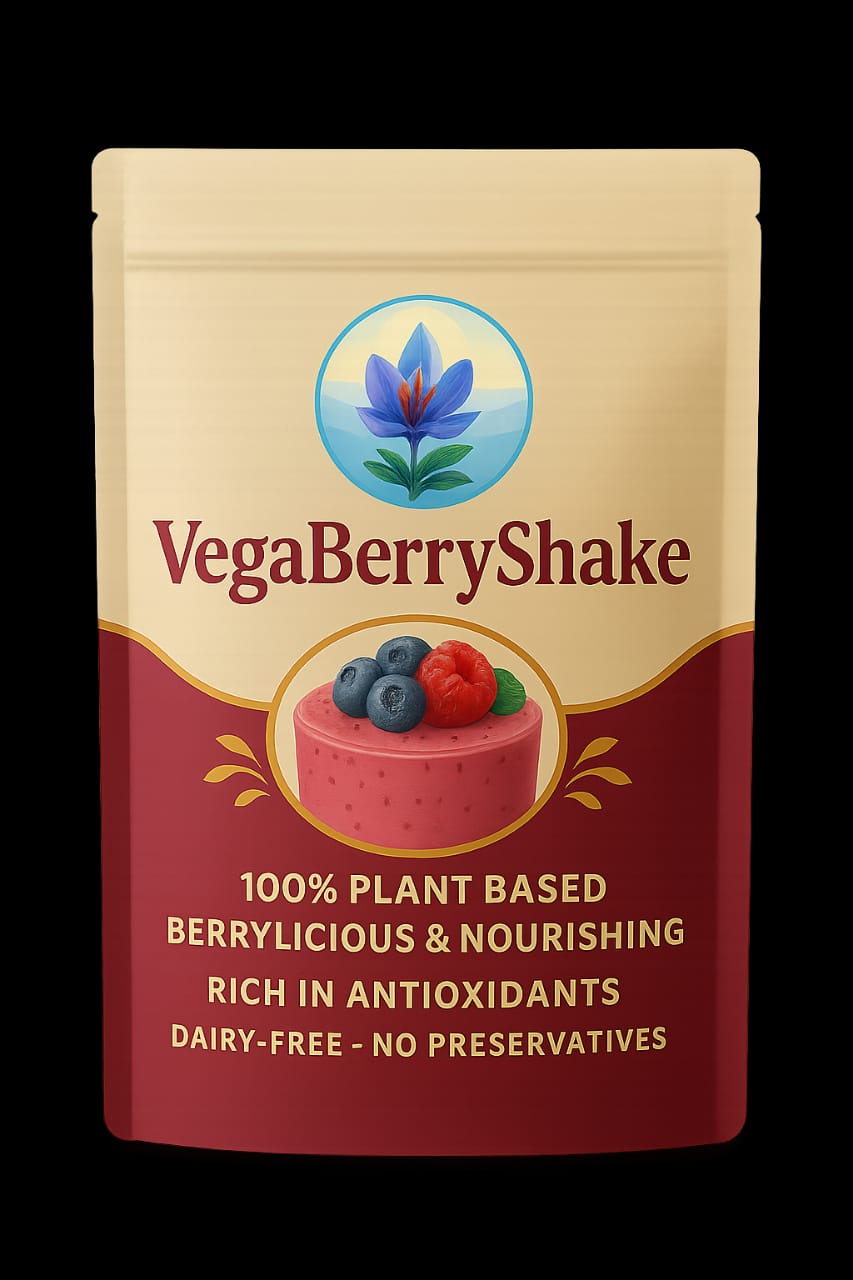 VegaBerryShake
100% PLANT BASED
BERRYLICIOUS & NOURISHING
RICH IN ANTIOXIDANTS
DAIRY-FREE - NO PRESERVATIVES